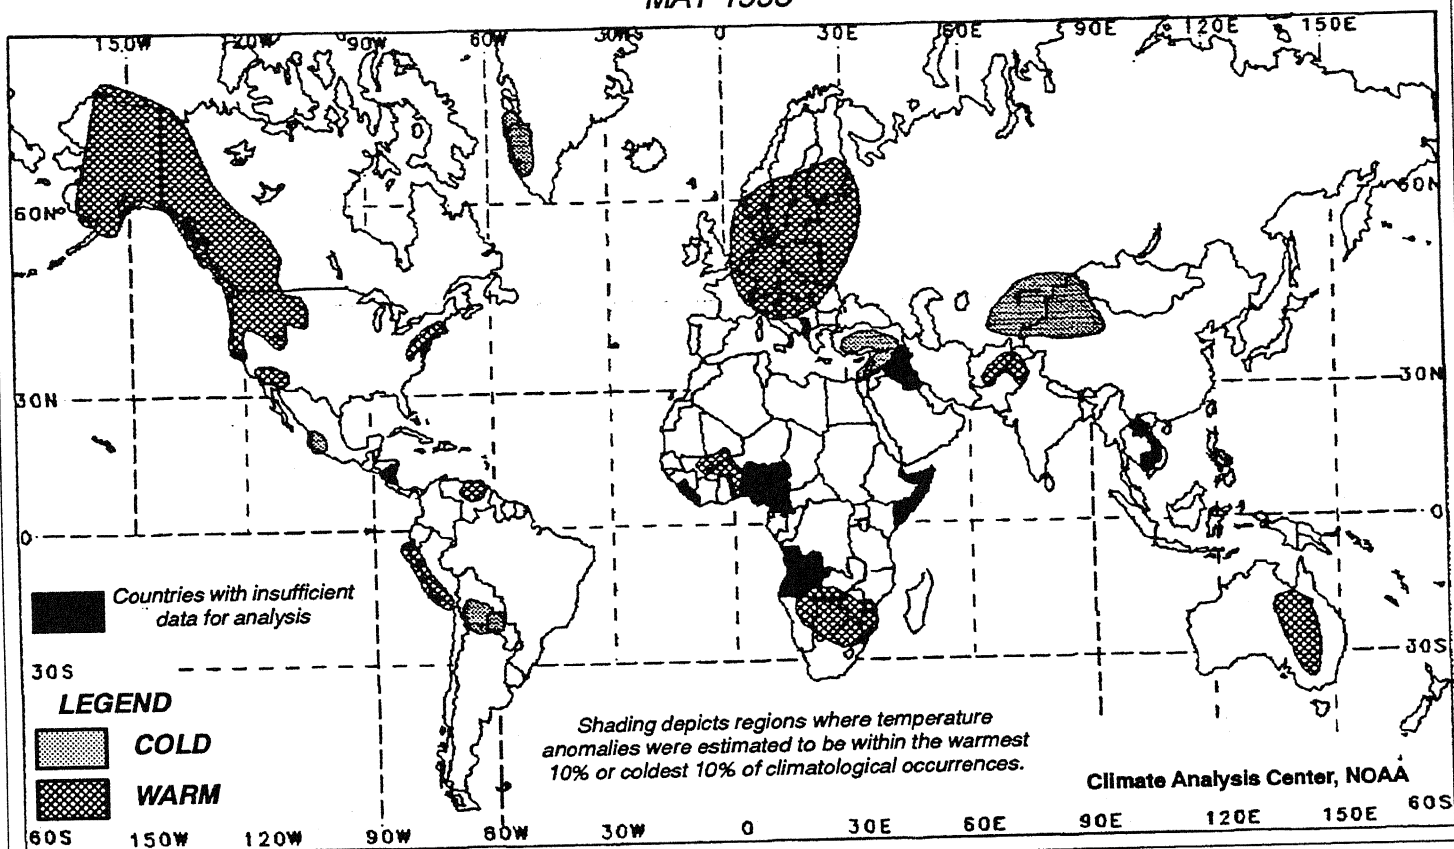 150W 120W 90W 60W 30W 0 30E 60E 90E 120E 150E
60N 60N
30N 30N
0 0
Countries with insufficient
data for analysis
30S 30S
LEGEND
COLD
WARM
Shading depicts regions where temperature
anomalies were estimated to be within the warmest
10% or coldest 10% of climatological occurrences.
Climate Analysis Center, NOAA
60S 150W 120W 90W 60W 30W 0 30E 60E 90E 120E 150E 60S